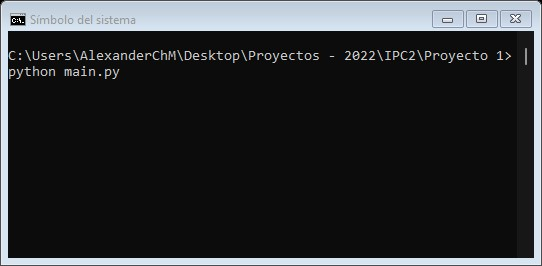 Símbolo del sistema
C:\Users\AlexanderChM\Desktop\Proyectos - 2022\IPC2\Proyecto 1>
python main.py